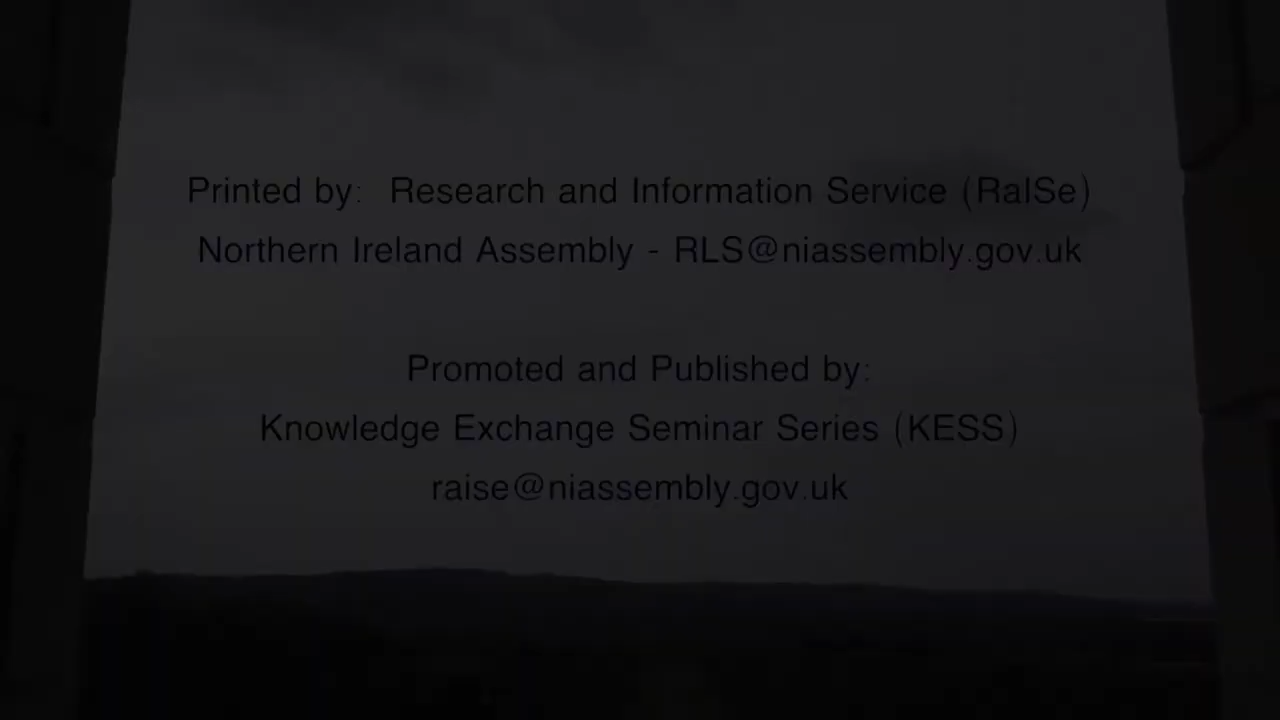 Printed by: Research and Information Service (RaISe)
Northern Ireland Assembly - RLS@niassembly.gov.uk
Promoted and Published by:
Knowledge Exchange Seminar Series (KESS)
raise@niassembly.gov.uk